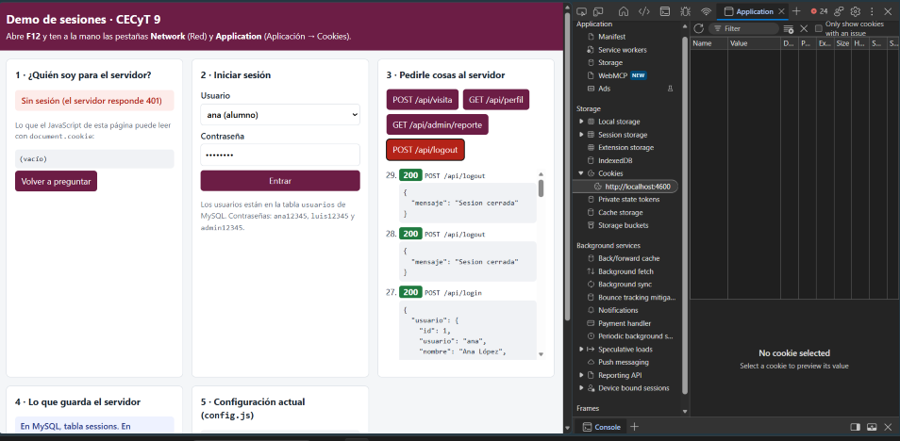 Demo de sesiones · CECyT 9
Abre F12 y ten a la mano las pestañas Network (Red) y Application (Aplicación → Cookies).
1 · ¿Quién soy para el servidor?
Sin sesión (el servidor responde 401)
Lo que el JavaScript de esta página puede leer
con document.cookie:
(vacío)
Volver a preguntar
2 · Iniciar sesión
Usuario
ana (alumno)
Contraseña
••••••••
Entrar
Los usuarios están en la tabla usuarios de
MySQL. Contraseñas: ana12345, luis12345 y
admin12345.
3 · Pedirle cosas al servidor
POST /api/visita
GET /api/perfil
GET /api/admin/reporte
POST /api/logout
29. 200 POST /api/logout
{
"mensaje": "Sesion cerrada"
}
28. 200 POST /api/logout
{
"mensaje": "Sesion cerrada"
}
27. 200 POST /api/login
{
"usuario": {
"id": 1,
"usuario": "ana",
"nombre": "Ana López",
4 · Lo que guarda el servidor
En MySQL, tabla sessions. En
5 · Configuración actual
(config.js)
Application
24
Application
Manifest
Service workers
Storage
WebMCP NEW
Ads
Storage
Local storage
Session storage
Extension storage
IndexedDB
Cookies
http://localhost:4600
Private state tokens
Cache storage
Storage buckets
Background services
Back/forward cache
Background fetch
Background sync
Bounce tracking mitiga...
Notifications
Payment handler
Periodic background s...
Speculative loads
Push messaging
Reporting API
Device bound sessions
Frames
Filter
Only show cookies
with an issue
Name Value D... P... Ex... Size H... S... S...
No cookie selected
Select a cookie to preview its value
Console